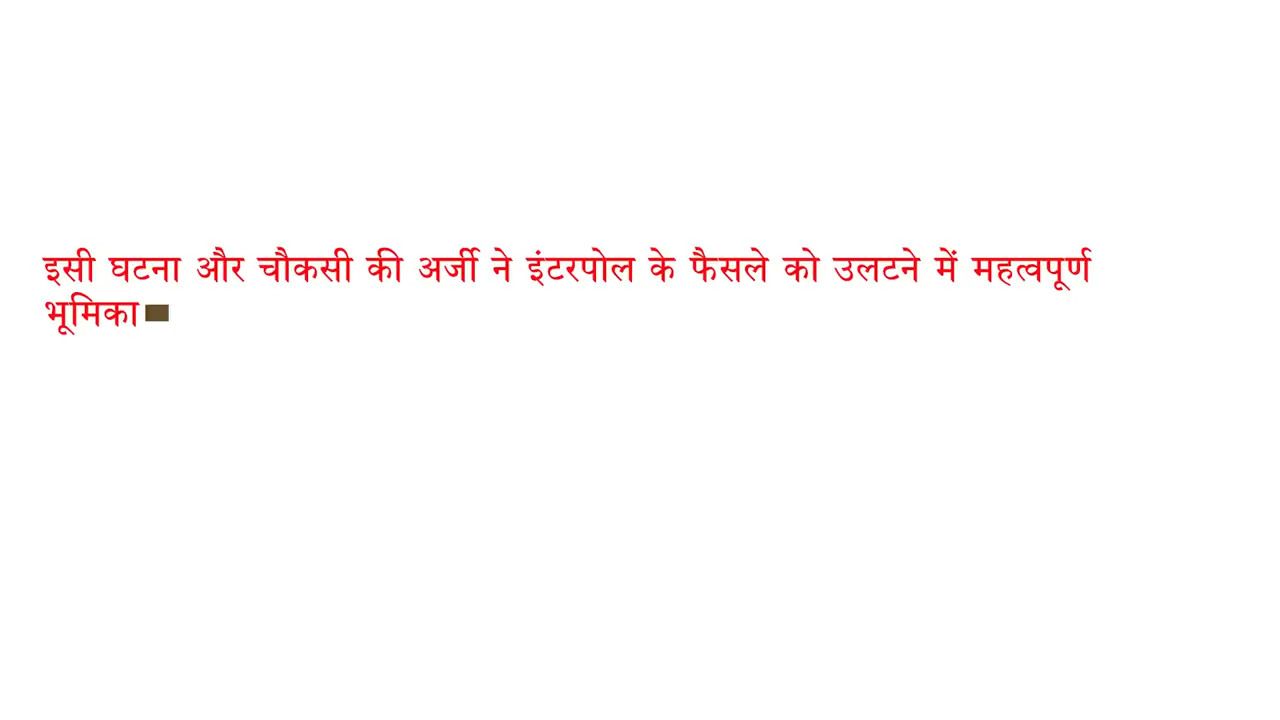 इसी घटना और चौकसी की अर्जी ने इंटरपोल के फैसले को उलटने में महत्वपूर्ण
भूमिका